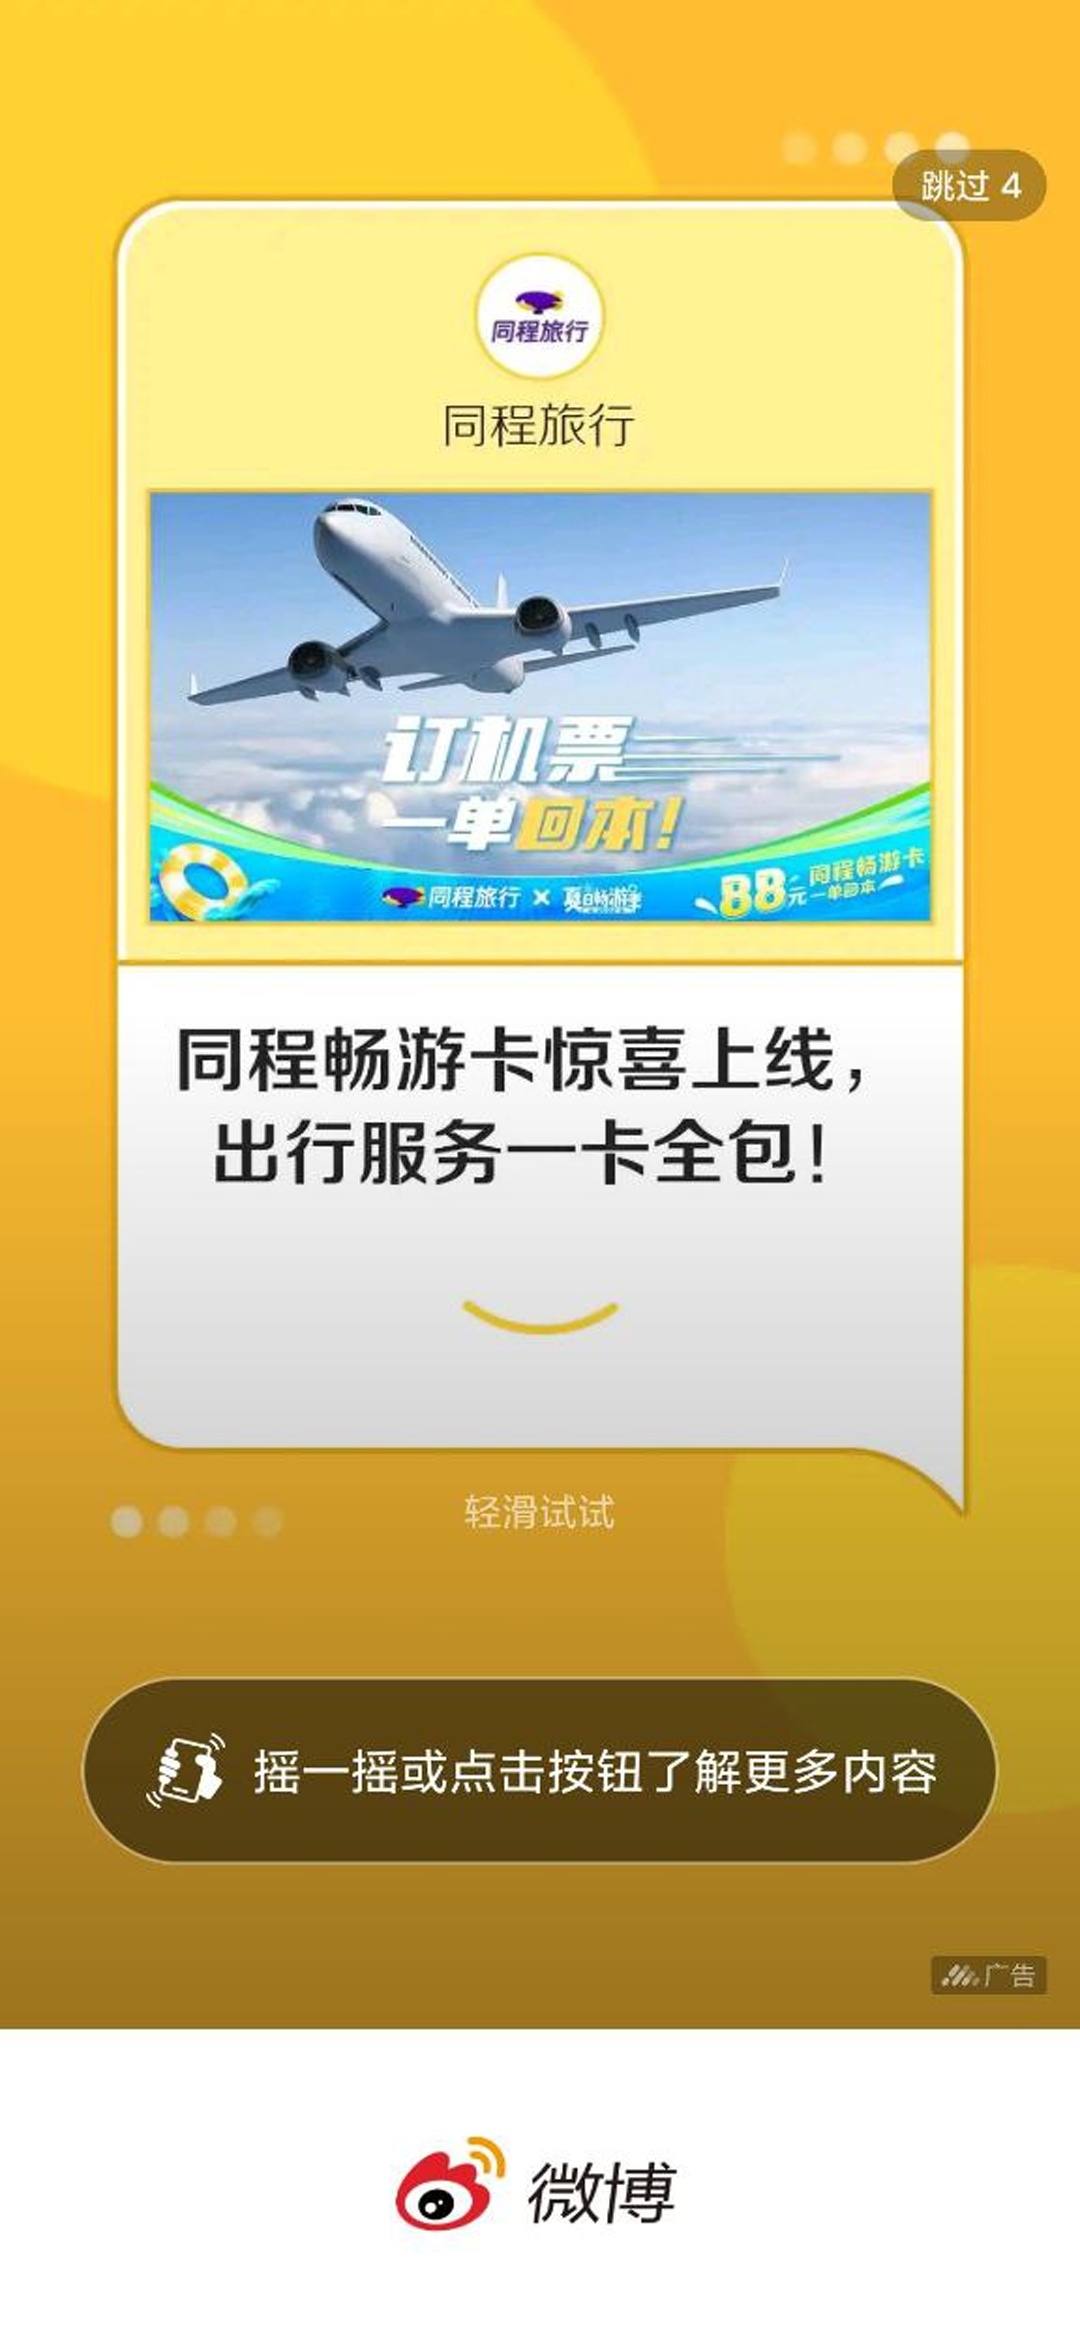 跳过 4
同程旅行
同程旅行
订机票
一单回本！
同程旅行 × 夏日畅游季
88元 同程畅游卡
一单回本
同程畅游卡惊喜上线，
出行服务一卡全包！
轻滑试试
摇一摇或点击按钮了解更多内容
广告
微博